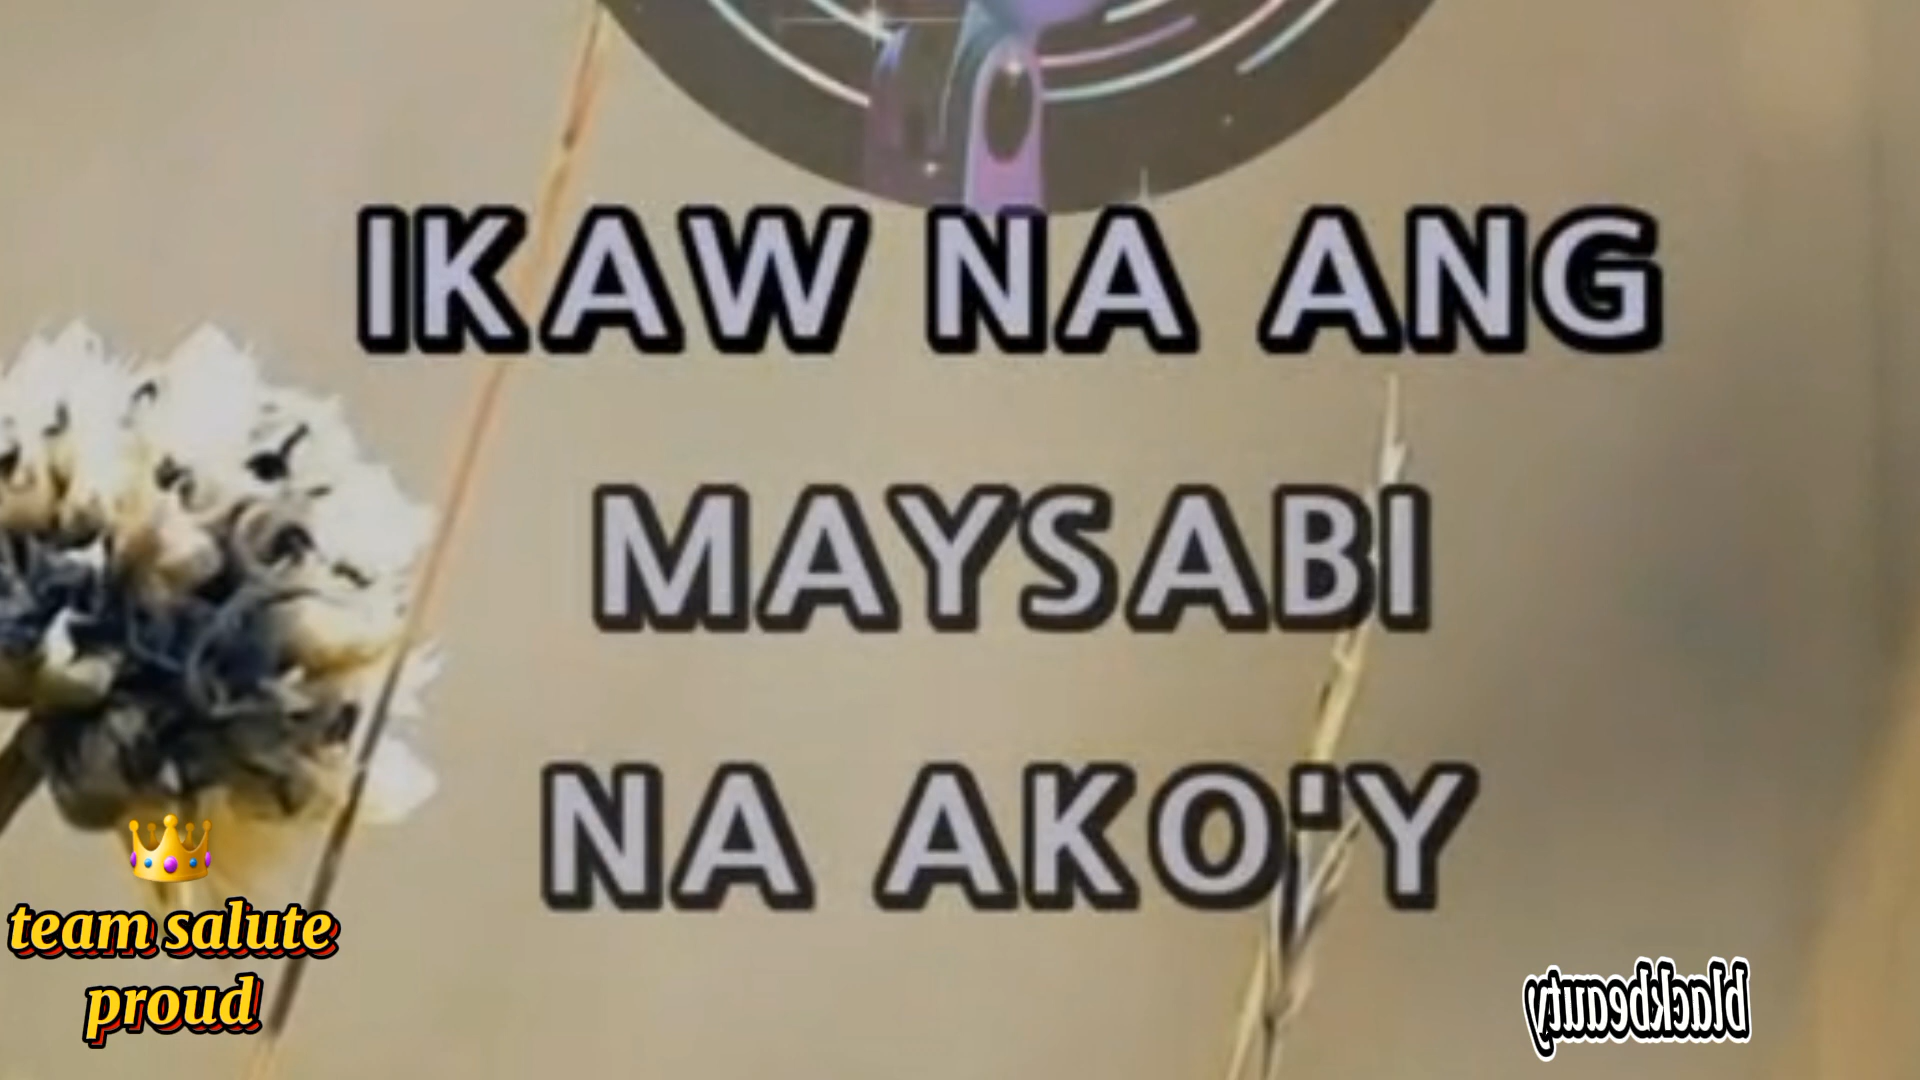 IKAW NA ANG
MAYSABI
NA AKO'Y
team salute
proud
blackbeauty